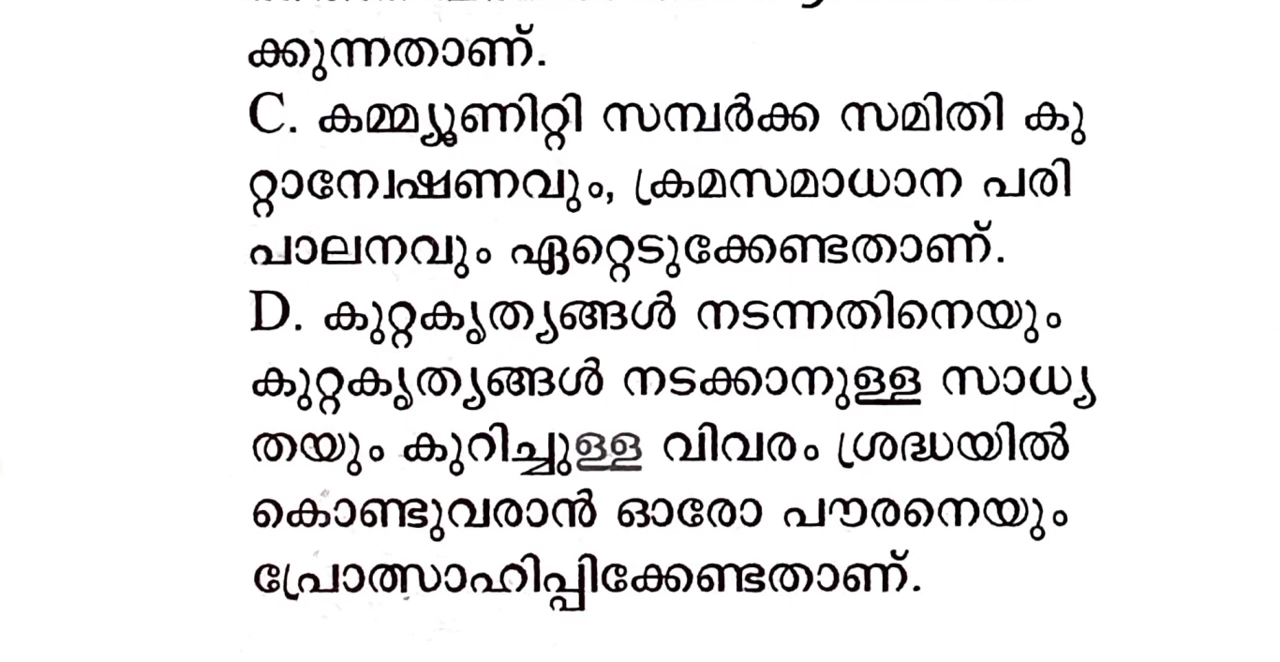 ക്കുന്നതാണ്.
C. കമ്മ്യൂണിറ്റി സമ്പർക്ക സമിതി കു
റ്റാന്വേഷണവും, ക്രമസമാധാന പരി
പാലനവും ഏറ്റെടുക്കേണ്ടതാണ്.
D. കുറ്റകൃത്യങ്ങൾ നടന്നതിനെയും
കുറ്റകൃത്യങ്ങൾ നടക്കാനുള്ള സാധ്യ
തയും കുറിച്ചുള്ള വിവരം ശ്രദ്ധയിൽ
കൊണ്ടുവരാൻ ഓരോ പൗരനെയും
പ്രോത്സാഹിപ്പിക്കേണ്ടതാണ്.